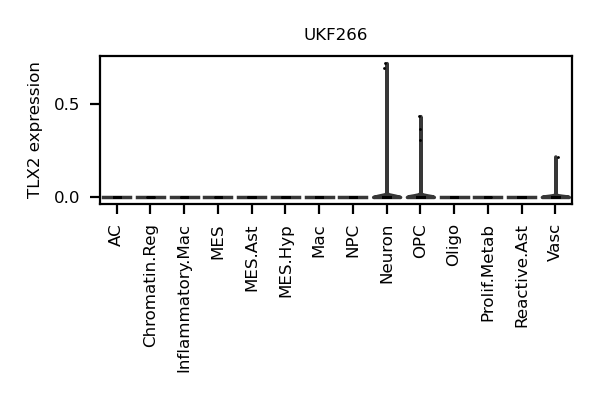 UKF266
TLX2 expression
0.5
0.0
AC
Chromatin.Reg
Inflammatory.Mac
MES
MES.Ast
MES.Hyp
Mac
NPC
Neuron
OPC
Oligo
Prolif.Metab
Reactive.Ast
Vasc